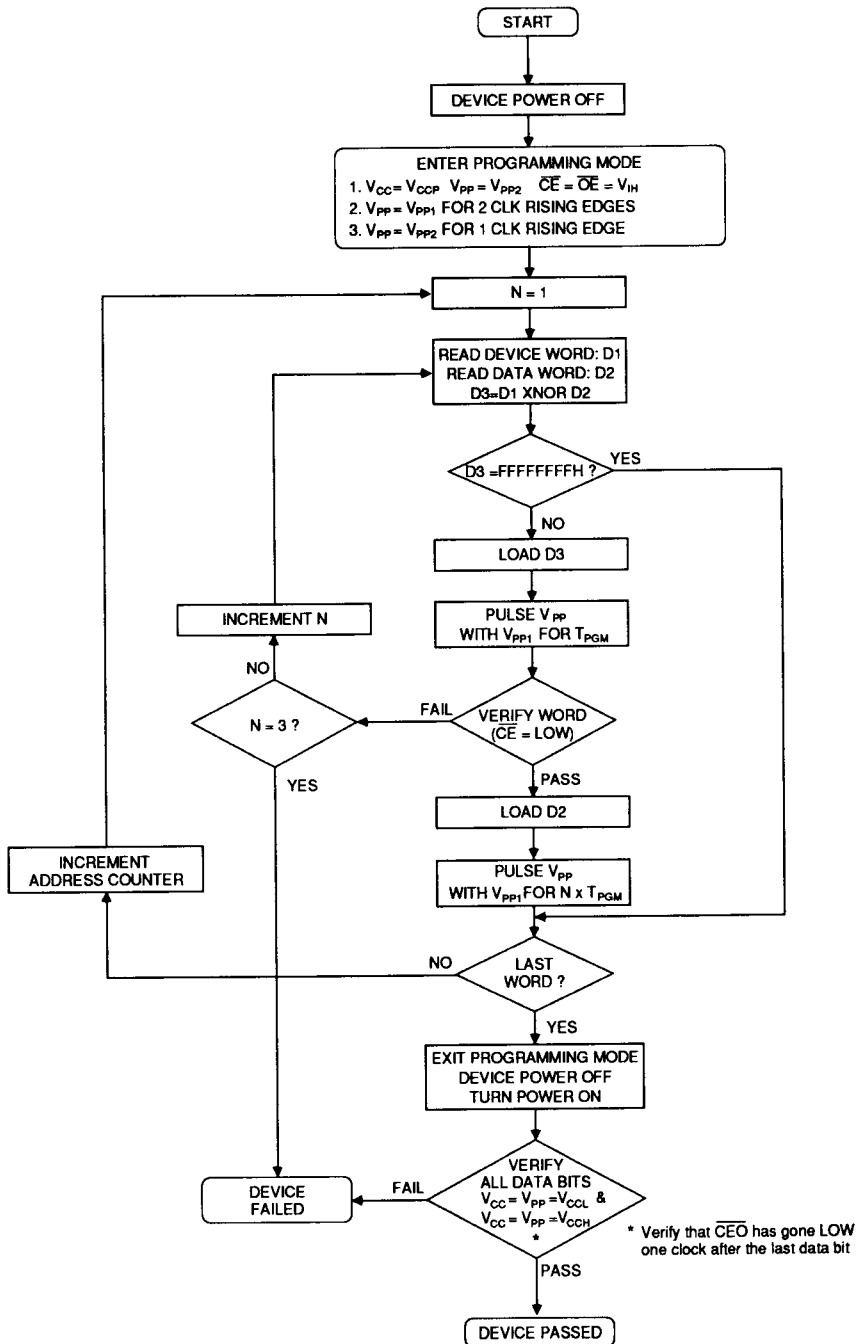 START
DEVICE POWER OFF
ENTER PROGRAMMING MODE
1. VCC = VCCP VPP = VPP2 C̅E̅ = O̅E̅ = VIH
2. VPP = VPP1 FOR 2 CLK RISING EDGES
3. VPP = VPP2 FOR 1 CLK RISING EDGE
N = 1
READ DEVICE WORD: D1
READ DATA WORD: D2
D3=D1 XNOR D2
D3 =FFFFFFFFH ?
YES
NO
LOAD D3
INCREMENT N
PULSE VPP
WITH VPP1 FOR TPGM
NO
N = 3 ?
FAIL
VERIFY WORD
(C̅E̅ = LOW)
YES
PASS
LOAD D2
INCREMENT
ADDRESS COUNTER
PULSE VPP
WITH VPP1 FOR N x TPGM
NO
LAST
WORD ?
YES
EXIT PROGRAMMING MODE
DEVICE POWER OFF
TURN POWER ON
DEVICE
FAILED
FAIL
VERIFY
ALL DATA BITS
VCC = VPP =VCCL &
VCC = VPP =VCCH
*
* Verify that C̅E̅O̅ has gone LOW
one clock after the last data bit
PASS
DEVICE PASSED